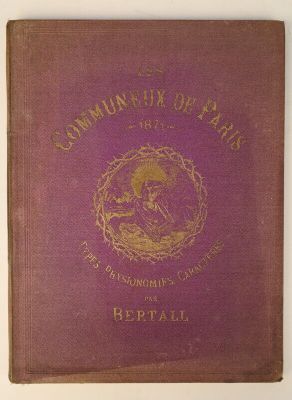 LES
COMMUNEUX DE PARIS
1871
TYPES, PHYSIONOMIES, CARACTÈRES
PAR
BERTALL